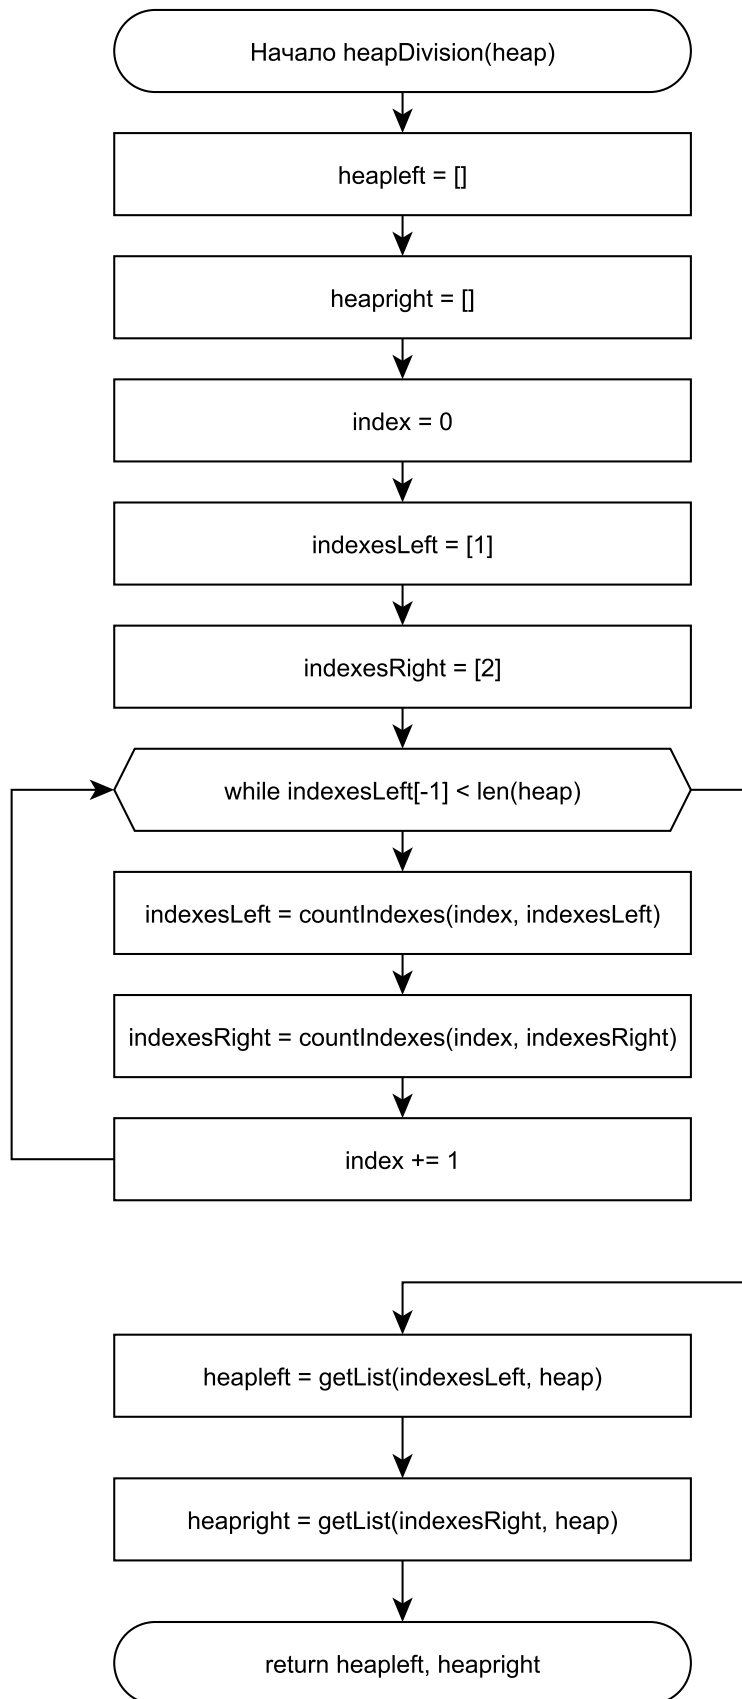 Начало heapDivision(heap)
heapleft = []
heapright = []
index = 0
indexesLeft = [1]
indexesRight = [2]
while indexesLeft[-1] < len(heap)
indexesLeft = countIndexes(index, indexesLeft)
indexesRight = countIndexes(index, indexesRight)
index += 1
heapleft = getList(indexesLeft, heap)
heapright = getList(indexesRight, heap)
return heapleft, heapright